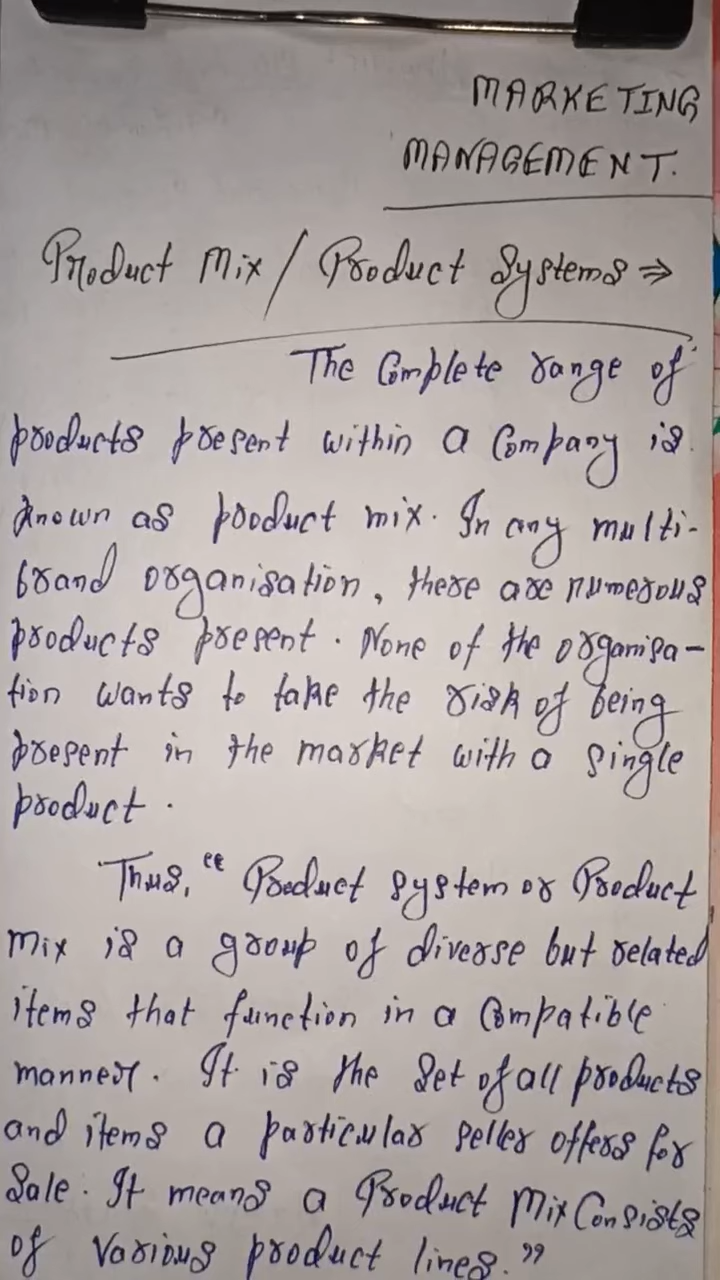 MARKETING
MANAGEMENT.
Product Mix / Product Systems ⇒
The Complete range of
products present within a Company is
known as product mix. In any multi-
brand organisation, there are numerous
products present. None of the organisa-
tion wants to take the risk of being
present in the market with a single
product.
Thus, “ Product system or Product
Mix is a group of diverse but related
items that function in a Compatible
manner. It is the Set of all products
and items a particular seller offers for
Sale. It means a Product Mix Consists
of various product lines.”